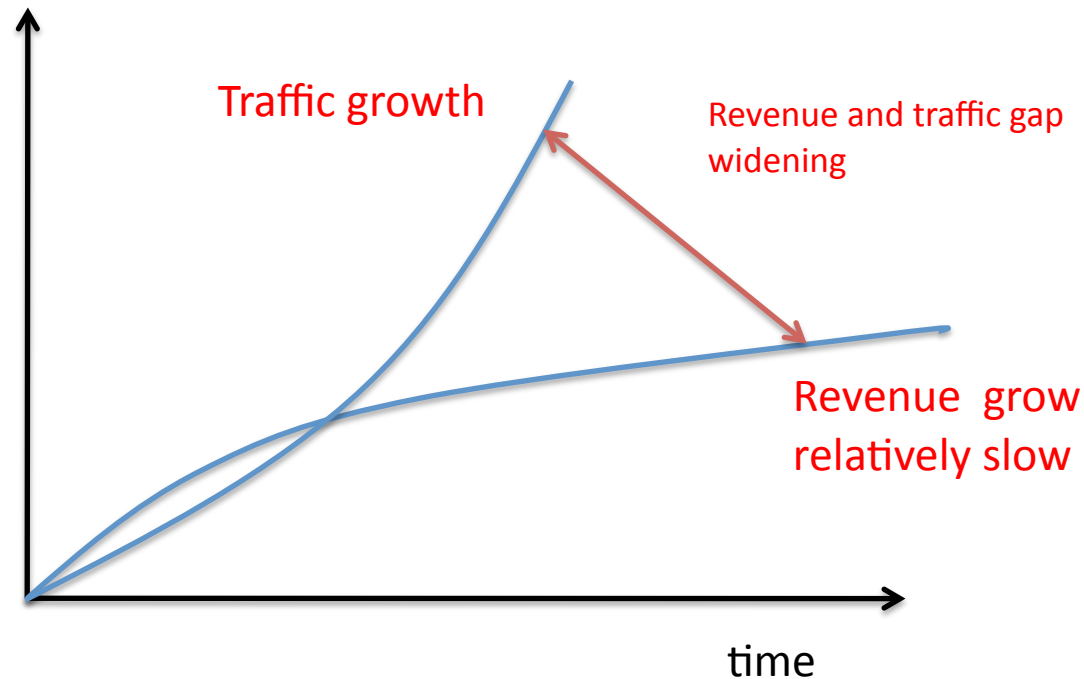 Traffic growth
Revenue and traffic gap
widening
Revenue grow
relatively slow
time